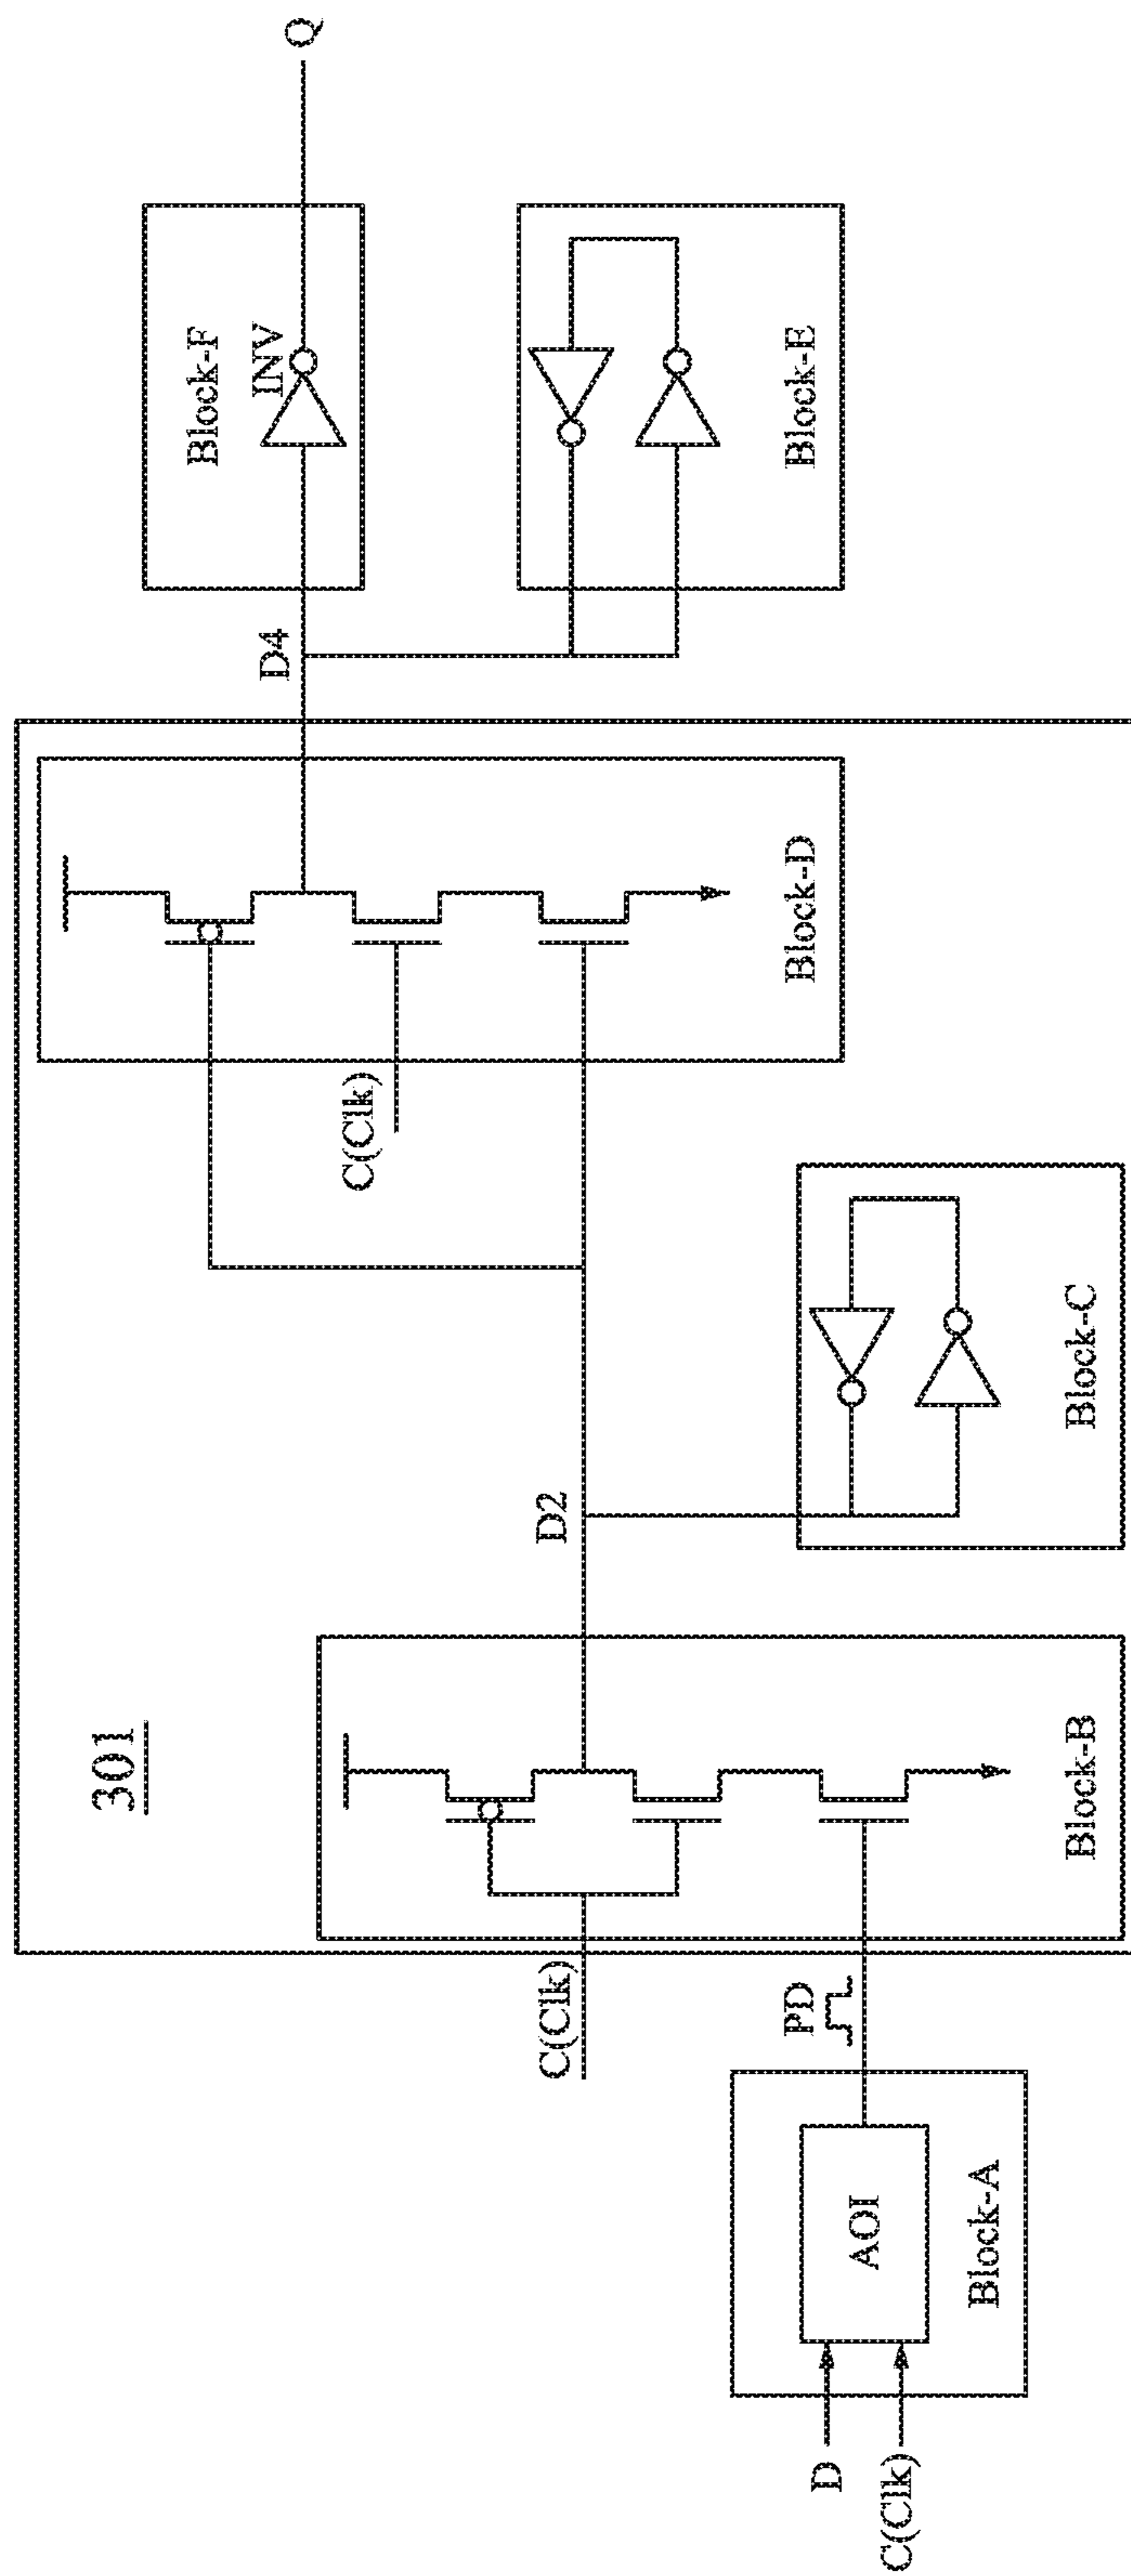 301
Block-F
INV
Q
D4
Block-E
C(Clk)
Block-D
D2
Block-C
C(Clk)
Block-B
PD
D
C(Clk)
AOI
Block-A